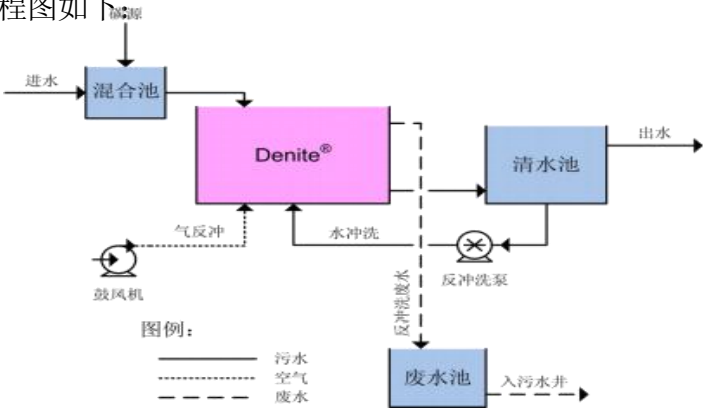 程图如下:
碳源
进水
混合池
Denite®
清水池
出水
气反冲
水冲洗
鼓风机
反冲洗泵
反冲洗废水
图例：
污水
空气
废水
废水池
入污水井